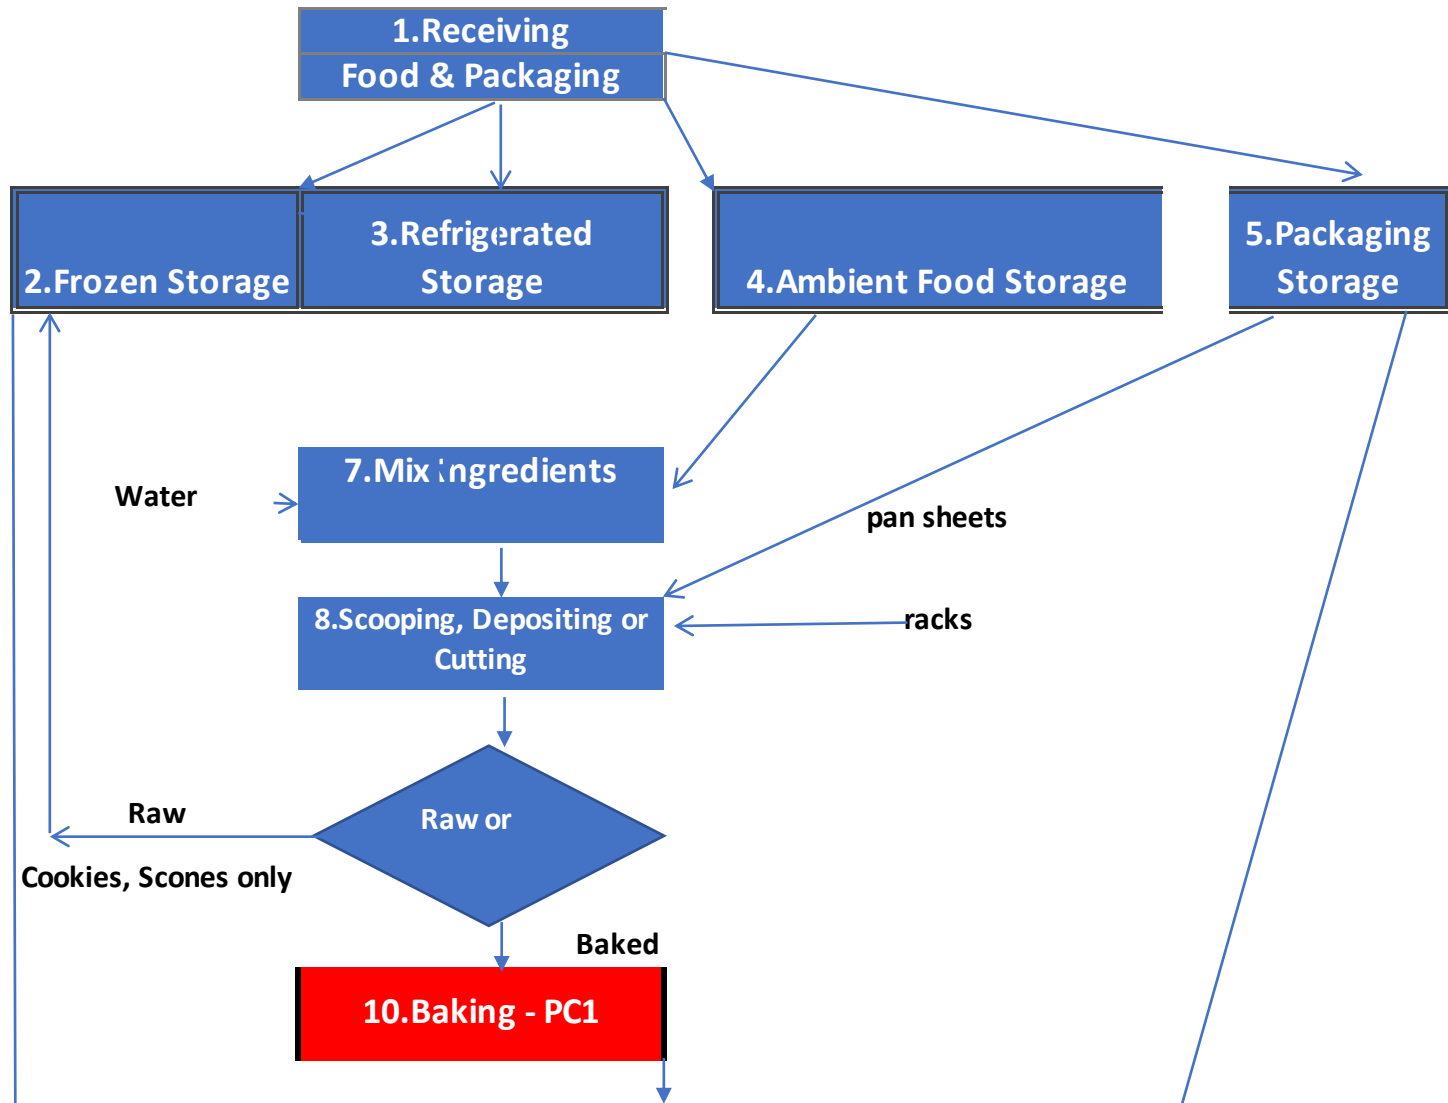 1.Receiving
Food & Packaging
2.Frozen Storage
3.Refrigerated
Storage
4.Ambient Food Storage
5.Packaging
Storage
7.Mix ingredients
Water
pan sheets
8.Scooping, Depositing or
Cutting
racks
Raw or
Raw
Cookies, Scones only
Baked
10.Baking - PC1